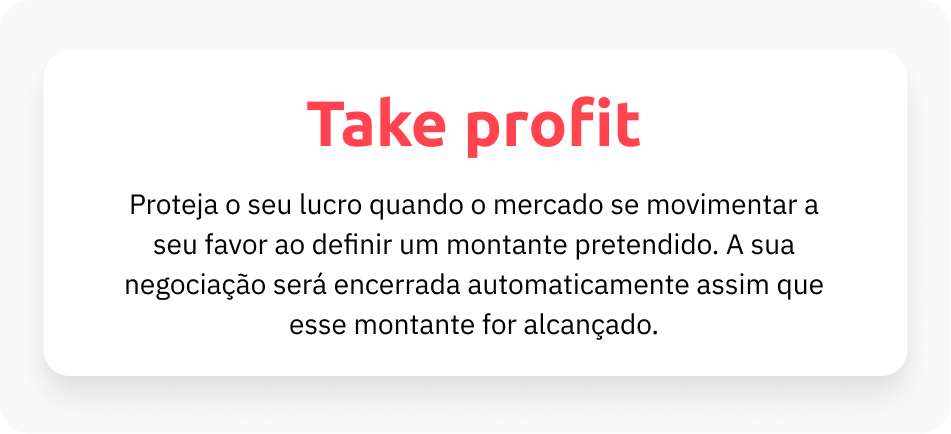 Take profit
Proteja o seu lucro quando o mercado se movimentar a
seu favor ao definir um montante pretendido. A sua
negociação será encerrada automaticamente assim que
esse montante for alcançado.